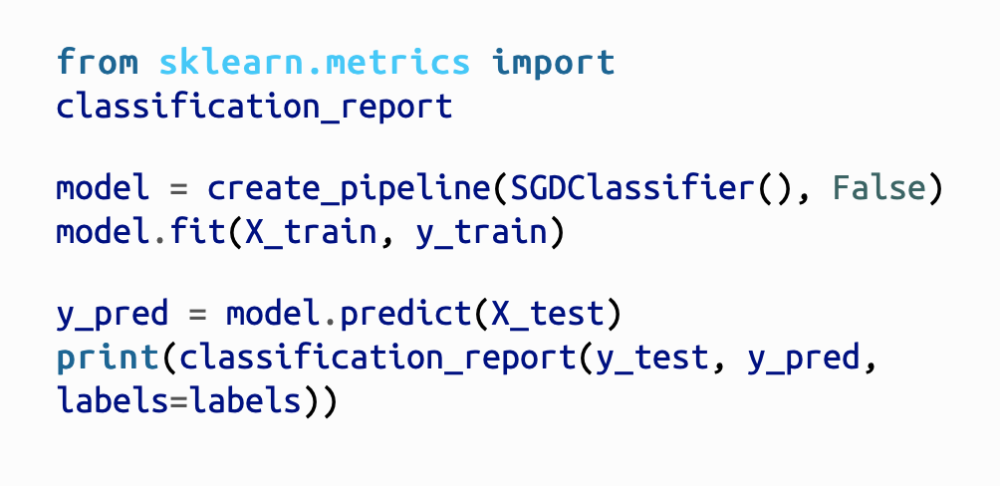 from sklearn.metrics import
classification_report
model = create_pipeline(SGDClassifier(), False)
model.fit(X_train, y_train)
y_pred = model.predict(X_test)
print(classification_report(y_test, y_pred,
labels=labels))